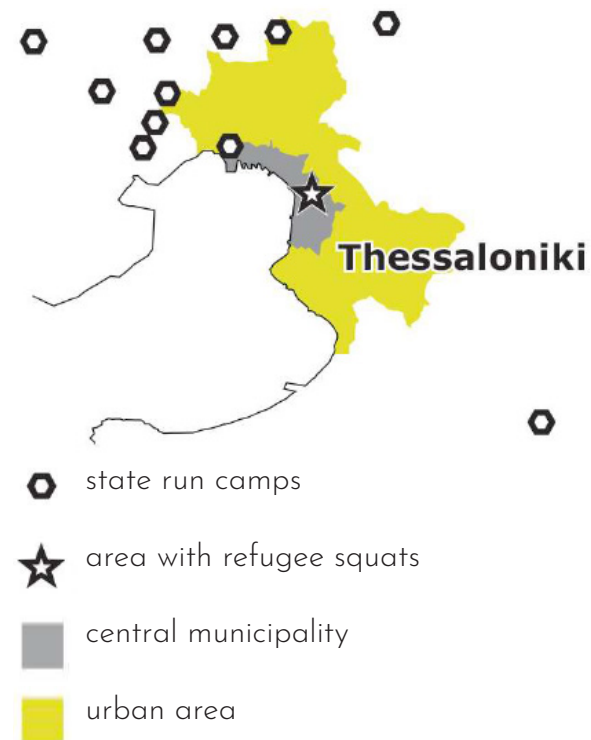 Thessaloniki
state run camps
area with refugee squats
central municipality
urban area